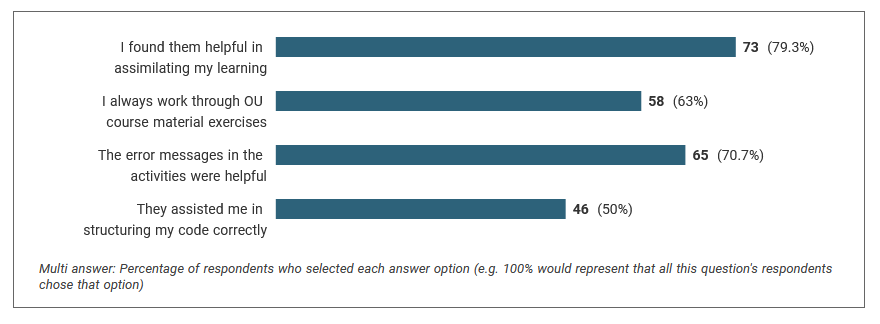 I found them helpful in
assimilating my learning
73 (79.3%)
I always work through OU
course material exercises
58 (63%)
The error messages in the
activities were helpful
65 (70.7%)
They assisted me in
structuring my code correctly
46 (50%)
Multi answer: Percentage of respondents who selected each answer option (e.g. 100% would represent that all this question's respondents
chose that option)